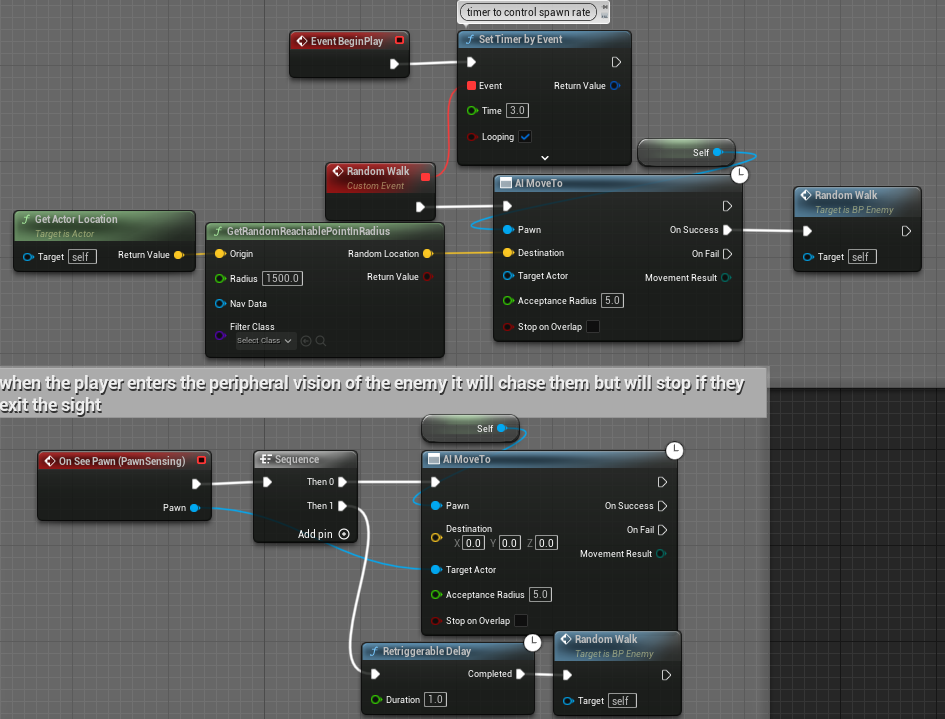 timer to control spawn rate
Event BeginPlay
Set Timer by Event
Event
Return Value
Time 3.0
Looping
Self
Random Walk
Custom Event
AI MoveTo
Pawn
On Success
Destination
On Fail
Target Actor
Movement Result
Acceptance Radius 5.0
Stop on Overlap
Random Walk
Target is BP Enemy
Target self
Get Actor Location
Target is Actor
Target self
Return Value
GetRandomReachablePointInRadius
Origin
Random Location
Radius 1500.0
Return Value
Nav Data
Filter Class
Select Class
when the player enters the peripheral vision of the enemy it will chase them but will stop if they
exit the sight
Self
On See Pawn (PawnSensing)
Pawn
Sequence
Then 0
Then 1
Add pin
AI MoveTo
Pawn
On Success
Destination
On Fail
X 0.0 Y 0.0 Z 0.0
Movement Result
Target Actor
Acceptance Radius 5.0
Stop on Overlap
Retriggerable Delay
Completed
Duration 1.0
Random Walk
Target is BP Enemy
Target self